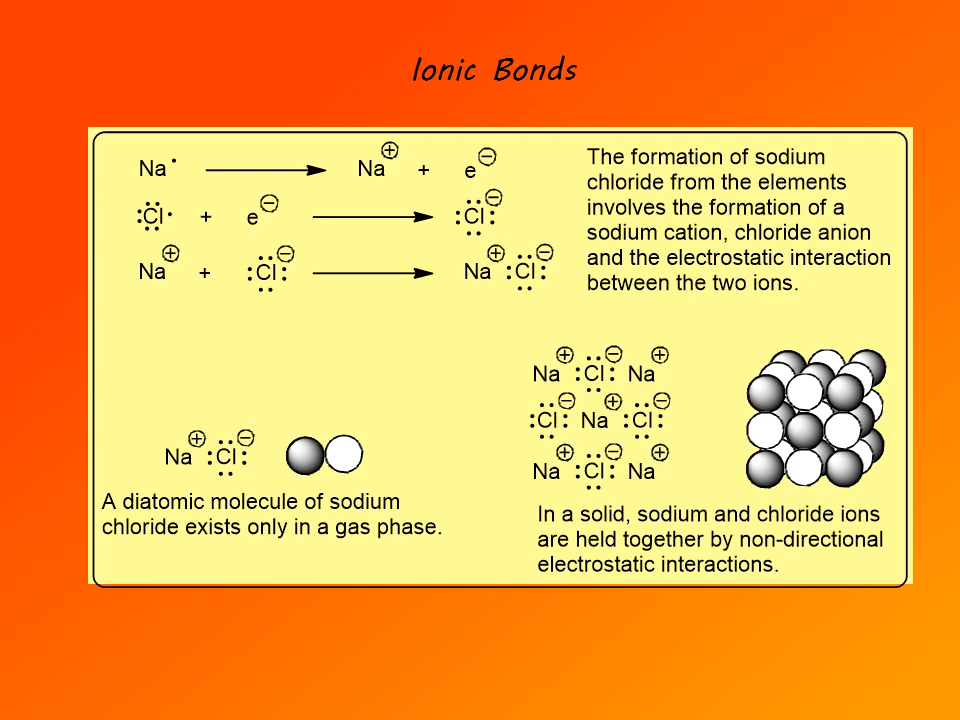 Ionic Bonds
Na· ⟶ Na⊕ + e⊖
:Cl· + e⊖ ⟶ :Cl:⊖
Na⊕ + :Cl:⊖ ⟶ Na⊕ :Cl:⊖
The formation of sodium
chloride from the elements
involves the formation of a
sodium cation, chloride anion
and the electrostatic interaction
between the two ions.
Na⊕ :Cl:⊖
A diatomic molecule of sodium
chloride exists only in a gas phase.
Na⊕ :Cl:⊖ Na⊕
:Cl:⊖ Na⊕ :Cl:⊖
Na⊕ :Cl:⊖ Na⊕
In a solid, sodium and chloride ions
are held together by non-directional
electrostatic interactions.